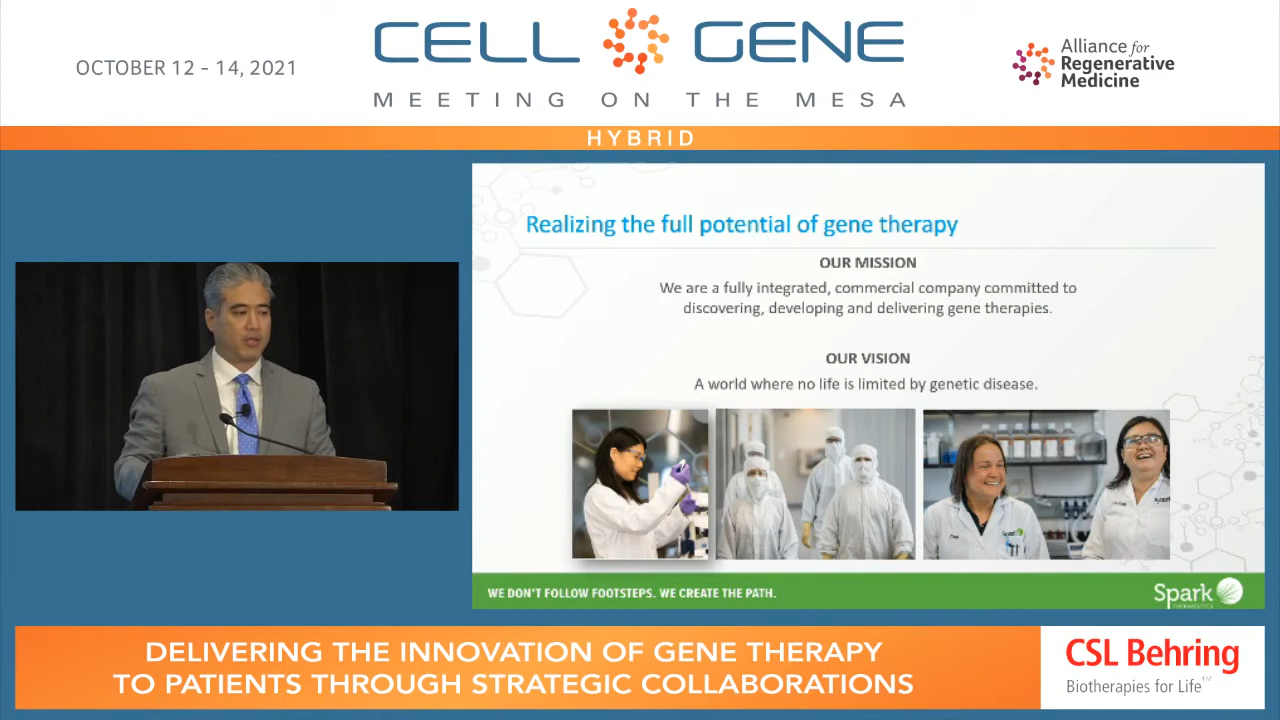 OCTOBER 12 - 14, 2021
CELL GENE
MEETING ON THE MESA
Alliance for
Regenerative
Medicine
HYBRID
Realizing the full potential of gene therapy
OUR MISSION
We are a fully integrated, commercial company committed to
discovering, developing and delivering gene therapies.
OUR VISION
A world where no life is limited by genetic disease.
Spark
WE DON'T FOLLOW FOOTSTEPS. WE CREATE THE PATH.
Spark
THERAPEUTICS
DELIVERING THE INNOVATION OF GENE THERAPY
TO PATIENTS THROUGH STRATEGIC COLLABORATIONS
CSL Behring
Biotherapies for Life™